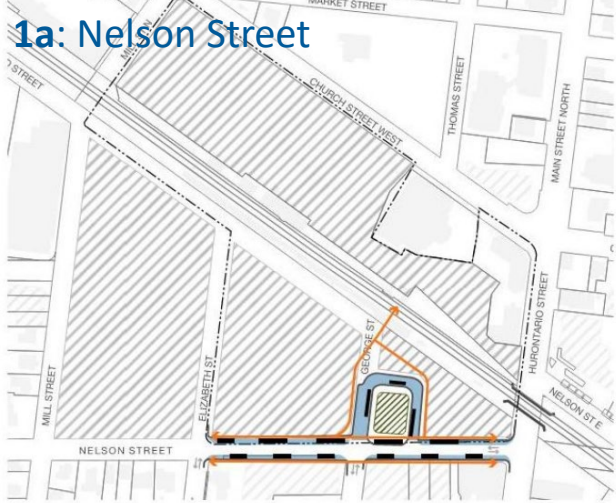 1a: Nelson Street
MARKET STREET
CHURCH STREET WEST
THOMAS STREET
MAIN STREET NORTH
HURONTARIO STREET
GEORGE ST
ELIZABETH ST
MILL STREET
NELSON ST E
NELSON STREET